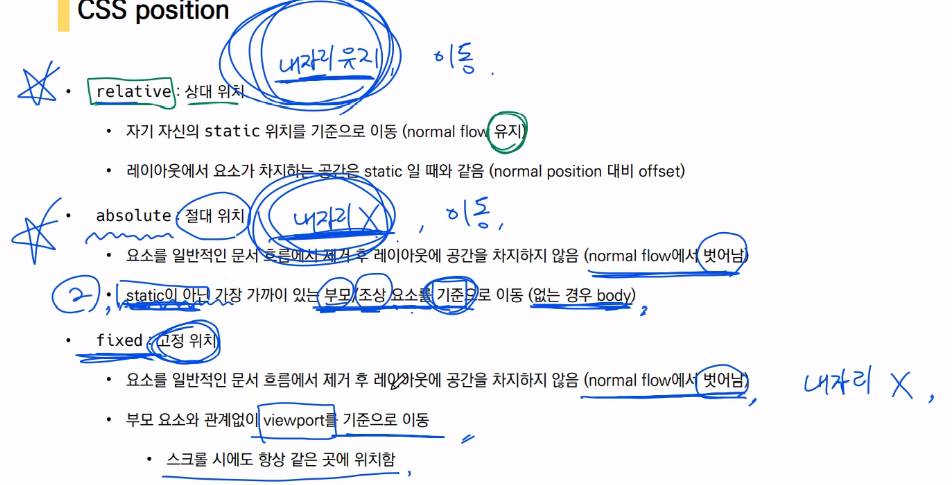 CSS position
내자리 유지, 이동.
• relative : 상대 위치
• 자기 자신의 static 위치를 기준으로 이동 (normal flow 유지)
• 레이아웃에서 요소가 차지하는 공간은 static 일 때와 같음 (normal position 대비 offset)
• absolute : 절대 위치 내자리 X, 이동,
• 요소를 일반적인 문서 흐름에서 제거 후 레이아웃에 공간을 차지하지 않음 (normal flow에서 벗어남)
2, • static이 아닌 가장 가까이 있는 부모/조상 요소를 기준으로 이동 (없는 경우 body),
• fixed : 고정 위치
• 요소를 일반적인 문서 흐름에서 제거 후 레이아웃에 공간을 차지하지 않음 (normal flow에서 벗어남), 내자리 X,
• 부모 요소와 관계없이 viewport를 기준으로 이동
• 스크롤 시에도 항상 같은 곳에 위치함,